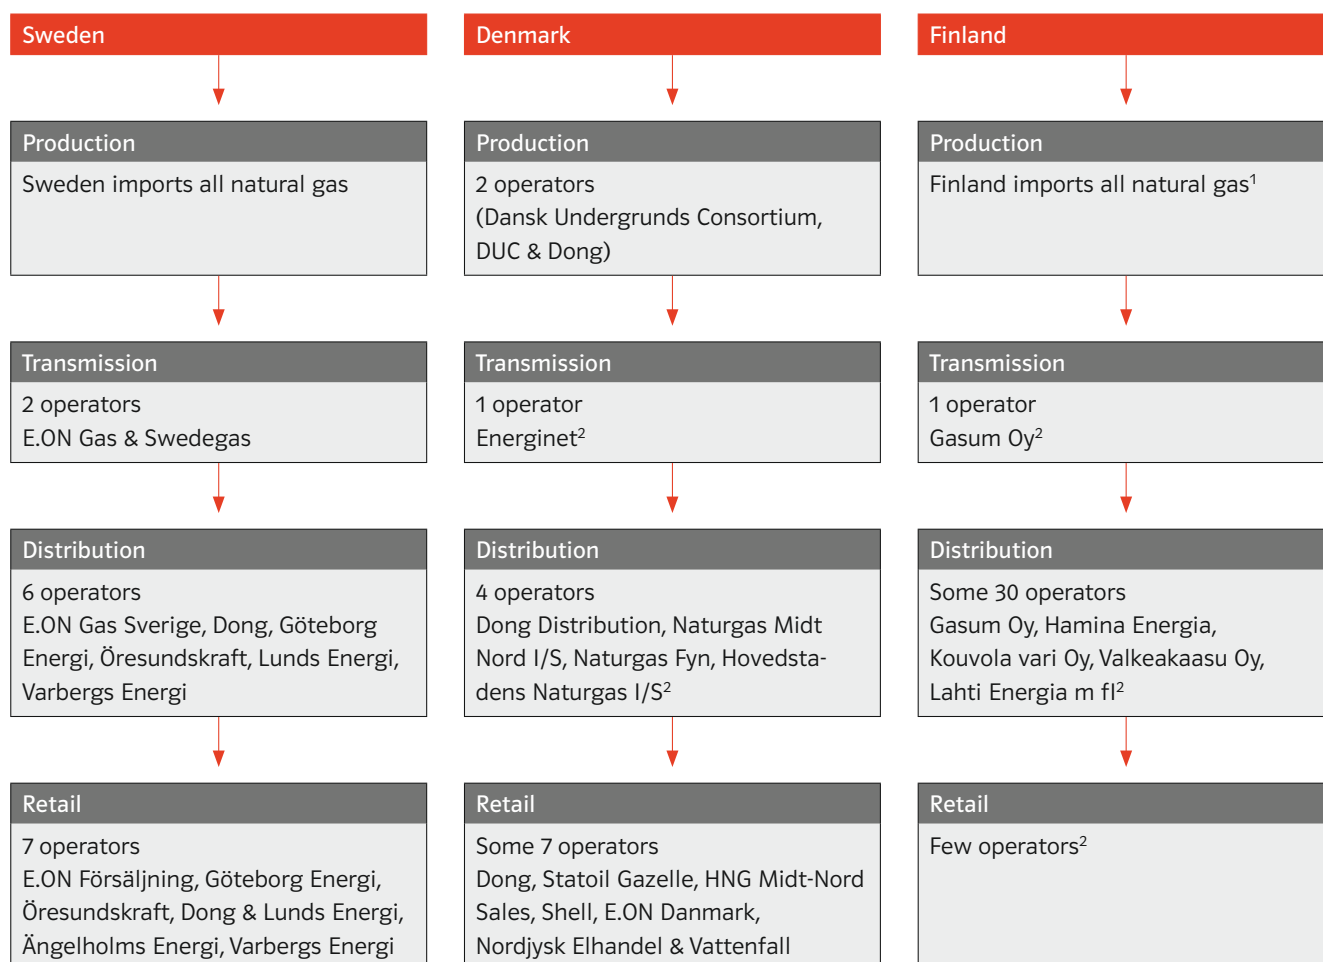 Sweden
Production
Sweden imports all natural gas
Transmission
2 operators
E.ON Gas & Swedegas
Distribution
6 operators
E.ON Gas Sverige, Dong, Göteborg
Energi, Öresundskraft, Lunds Energi,
Varbergs Energi
Retail
7 operators
E.ON Försäljning, Göteborg Energi,
Öresundskraft, Dong & Lunds Energi,
Ängelholms Energi, Varbergs Energi
Denmark
Production
2 operators
(Dansk Undergrunds Consortium,
DUC & Dong)
Transmission
1 operator
Energinet²
Distribution
4 operators
Dong Distribution, Naturgas Midt
Nord I/S, Naturgas Fyn, Hovedsta-
dens Naturgas I/S²
Retail
Some 7 operators
Dong, Statoil Gazelle, HNG Midt-Nord
Sales, Shell, E.ON Danmark,
Nordjysk Elhandel & Vattenfall
Finland
Production
Finland imports all natural gas¹
Transmission
1 operator
Gasum Oy²
Distribution
Some 30 operators
Gasum Oy, Hamina Energia,
Kouvola vari Oy, Valkeakaasu Oy,
Lahti Energia m fl²
Retail
Few operators²